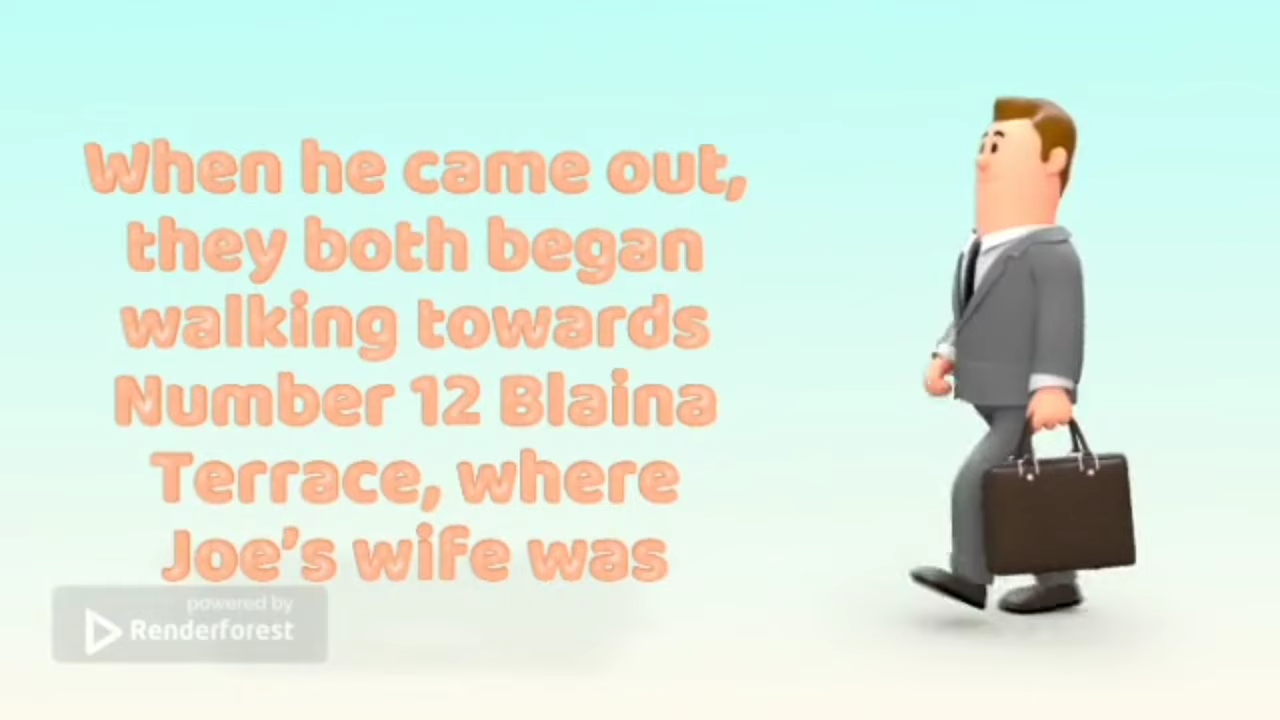 When he came out,
they both began
walking towards
Number 12 Blaina
Terrace, where
Joe's wife was
powered by
Renderforest